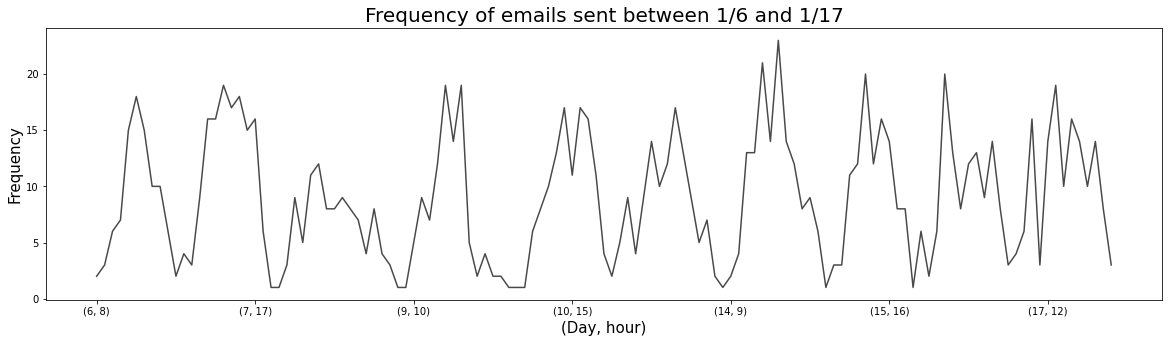 Frequency of emails sent between 1/6 and 1/17
Frequency
20
15
10
5
0
(6, 8) (7, 17) (9, 10) (10, 15) (14, 9) (15, 16) (17, 12)
(Day, hour)